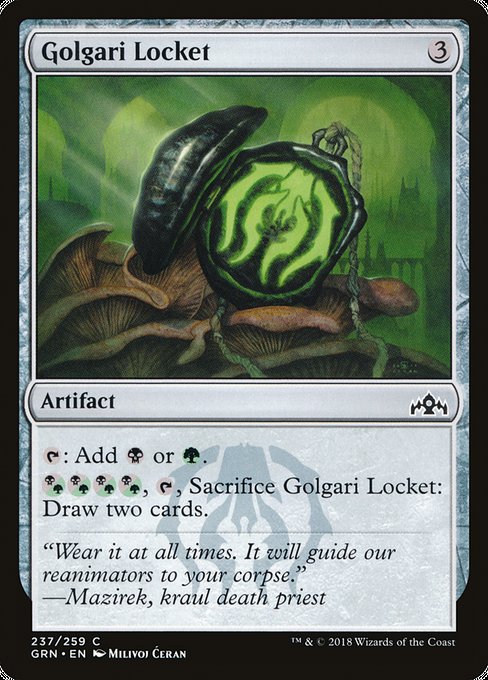 Golgari Locket 3
Artifact
: Add or .
, , Sacrifice Golgari Locket:
Draw two cards.
“Wear it at all times. It will guide our
reanimators to your corpse.”
—Mazirek, kraul death priest
237/259 C
GRN • EN Milivoj Ćeran
™ & © 2018 Wizards of the Coast